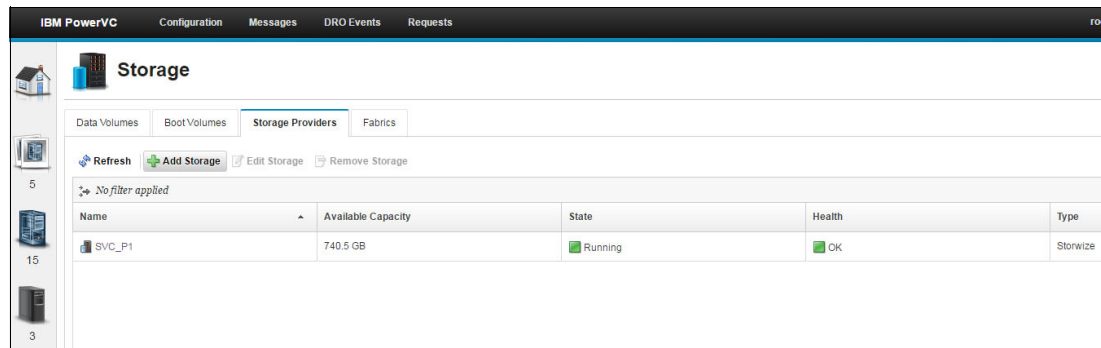 IBM PowerVC Configuration Messages DRO Events Requests ro
Storage
Data Volumes Boot Volumes Storage Providers Fabrics
Refresh Add Storage Edit Storage Remove Storage
5
No filter applied
Name Available Capacity State Health Type
SVC_P1 740.5 GB Running OK Storwize
15
3